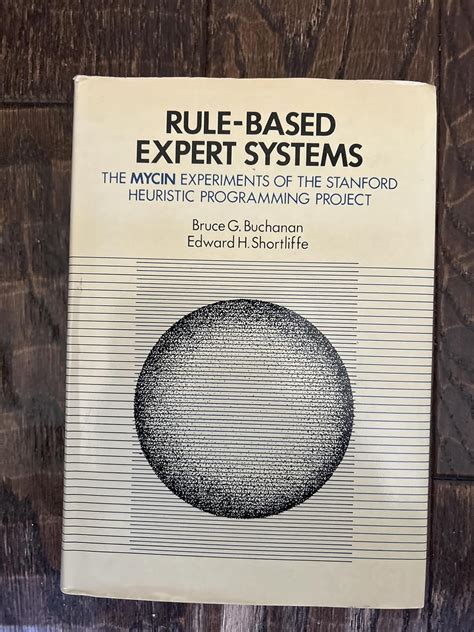 RULE-BASED
EXPERT SYSTEMS
THE MYCIN EXPERIMENTS OF THE STANFORD
HEURISTIC PROGRAMMING PROJECT
Bruce G. Buchanan
Edward H. Shortliffe